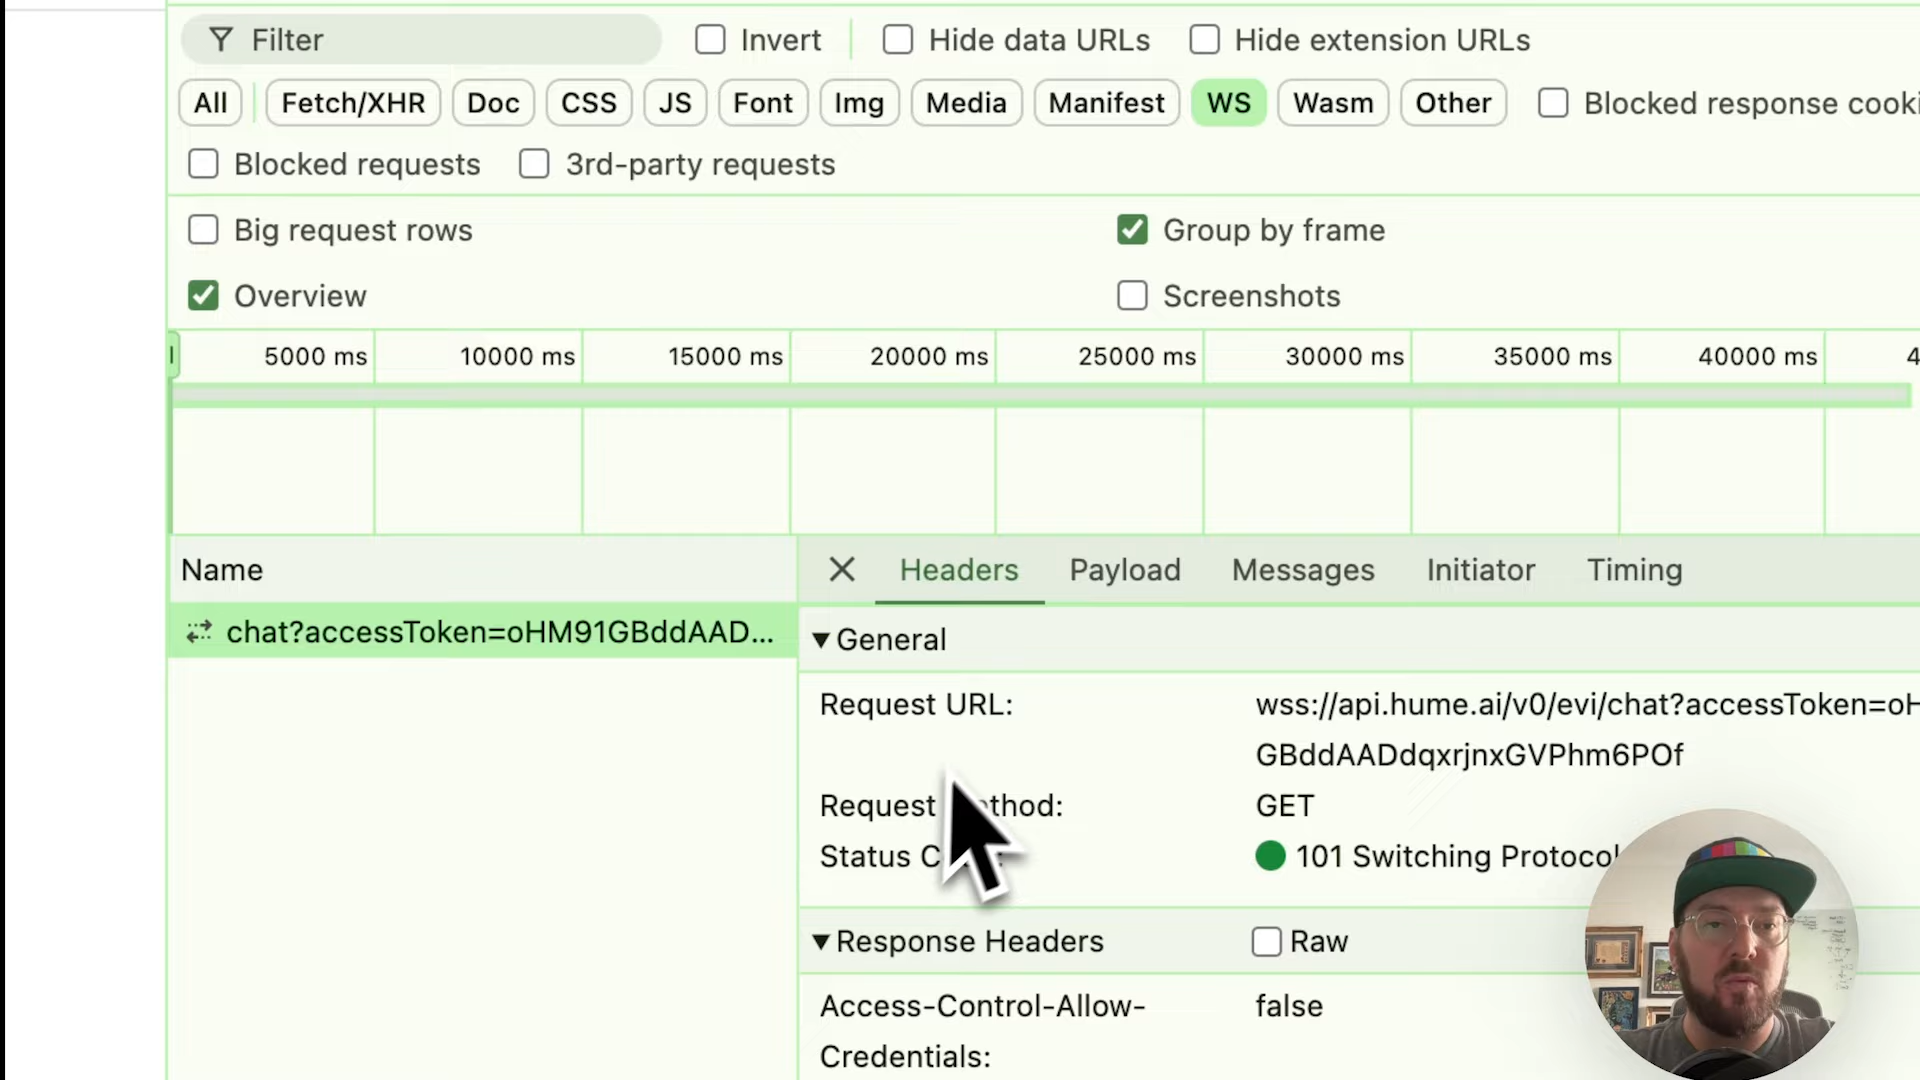 Filter
Invert
Hide data URLs
Hide extension URLs
All
Fetch/XHR
Doc
CSS
JS
Font
Img
Media
Manifest
WS
Wasm
Other
Blocked response cooki
Blocked requests
3rd-party requests
Big request rows
Group by frame
Overview
Screenshots
5000 ms
10000 ms
15000 ms
20000 ms
25000 ms
30000 ms
35000 ms
40000 ms
4
Name
Headers
Payload
Messages
Initiator
Timing
chat?accessToken=oHM91GBddAAD...
General
Request URL:
wss://api.hume.ai/v0/evi/chat?accessToken=oH
GBddAADdqxrjnxGVPhm6POf
Request ethod:
GET
Status C
101 Switching Protocol
Response Headers
Raw
Access-Control-Allow-
false
Credentials: